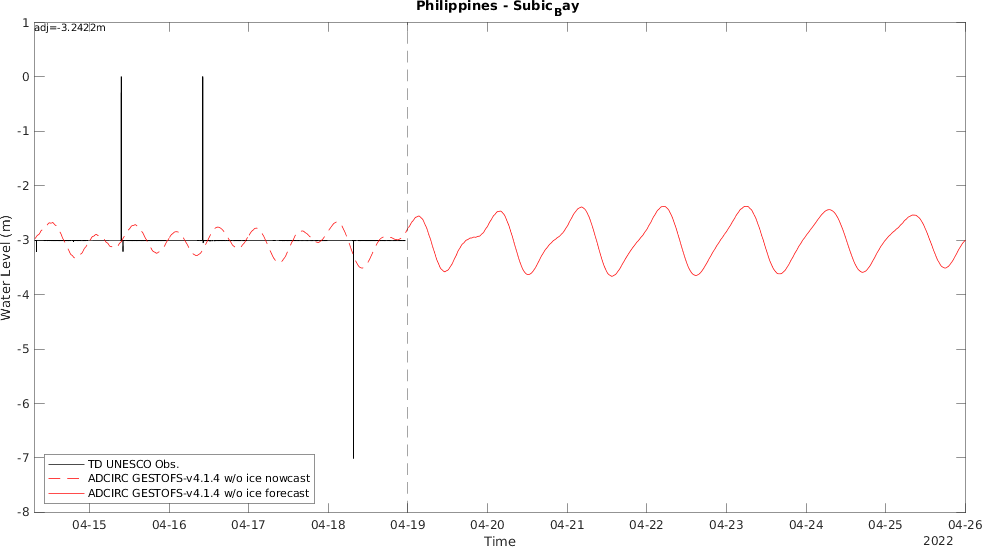 Philippines - Subic_Bay
adj=-3.2422m
1
0
-1
-2
-3
-4
-5
-6
-7
-8
Water Level (m)
TD UNESCO Obs.
ADCIRC GESTOFS-v4.1.4 w/o ice nowcast
ADCIRC GESTOFS-v4.1.4 w/o ice forecast
04-15 04-16 04-17 04-18 04-19 04-20 04-21 04-22 04-23 04-24 04-25 04-26
Time
2022